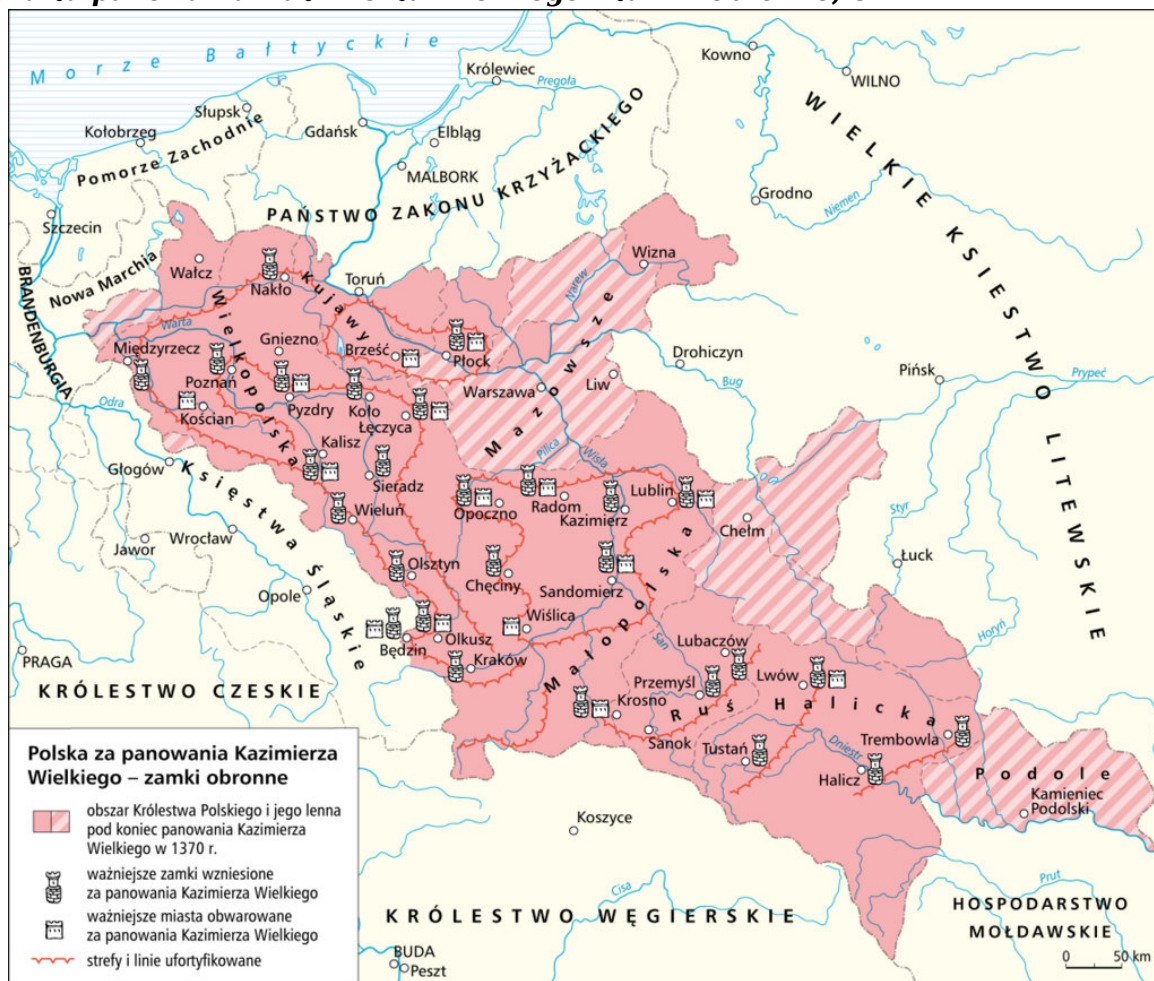 Morze Bałtyckie
Kowno
WILNO
Królewiec
Pregoła
Słupsk
Kołobrzeg
Gdańsk
Elbląg
Pomorze Zachodnie
MALBORK
WIELKIE KSIĘSTWO LITEWSKIE
Grodno
Niemen
PAŃSTWO ZAKONU KRZYŻACKIEGO
Szczecin
BRANDENBURGIA
Nowa Marchia
Wałcz
Nakło
Kujawy
Toruń
Wizna
Narew
Warta
Wielkopolska
Gniezno
Brześć
Płock
Międzyrzecz
Poznań
Mazowsze
Drohiczyn
Warszawa
Liw
Bug
Pińsk
Prypeć
Odra
Kościan
Pyzdry
Koło
Łęczyca
Głogów
Księstwa Śląskie
Kalisz
Sieradz
Pilica
Wisła
Lublin
Opoczno
Radom
Kazimierz
Wieluń
Chełm
Styr
Jawor
Wrocław
Łuck
Olsztyn
Chęciny
Sandomierz
Małopolska
Opole
Horyń
Będzin
Olkusz
Wiślica
San
Lubaczów
PRAGA
Kraków
Przemyśl
Lwów
KRÓLESTWO CZESKIE
Krosno
Ruś Halicka
Sanok
Tustań
Dniestr
Trembowla
Halicz
Podole
Kamieniec
Podolski
Koszyce
Cisa
Prut
KRÓLESTWO WĘGIERSKIE
HOSPODARSTWO
MOŁDAWSKIE
BUDA
Peszt
0 50 km
Polska za panowania Kazimierza
Wielkiego – zamki obronne
obszar Królestwa Polskiego i jego lenna
pod koniec panowania Kazimierza
Wielkiego w 1370 r.
ważniejsze zamki wzniesione
za panowania Kazimierza Wielkiego
ważniejsze miasta obwarowane
za panowania Kazimierza Wielkiego
strefy i linie ufortyfikowane